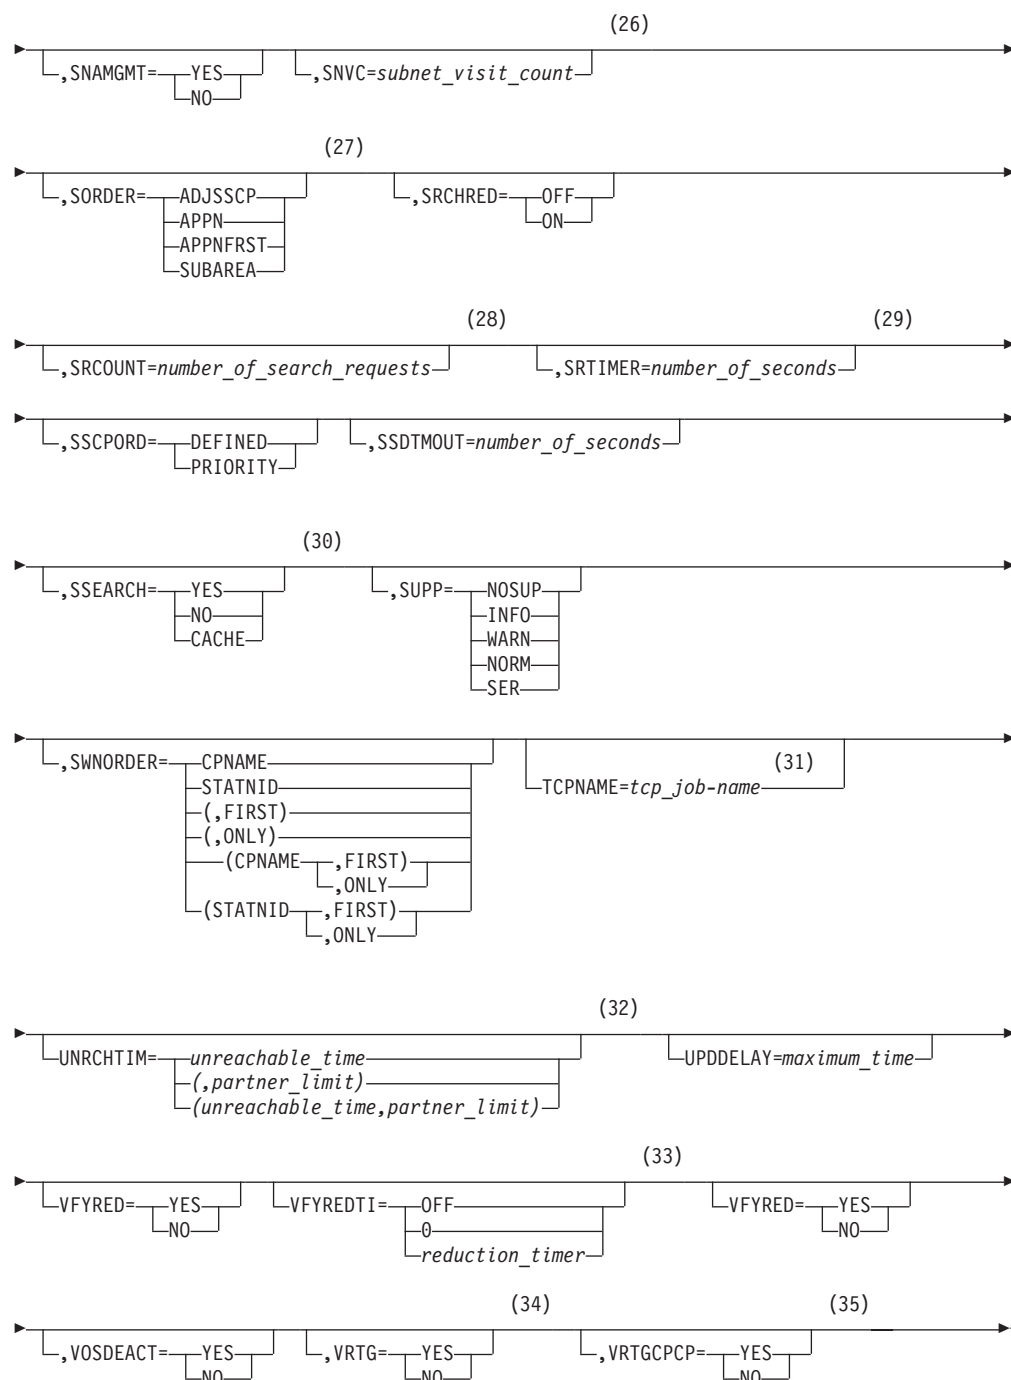 (26)
,SNAMGMT= YES ,SNVC=subnet_visit_count
NO
(27)
,SORDER= ADJSSCP ,SRCHRED= OFF
APPN ON
APPNFRST
SUBAREA
(28) (29)
,SRCOUNT=number_of_search_requests ,SRTIMER=number_of_seconds
,SSCPORD= DEFINED ,SSDTMOUT=number_of_seconds
PRIORITY
(30)
,SSEARCH= YES ,SUPP= NOSUP
NO INFO
CACHE WARN
NORM
SER
,SWNORDER= CPNAME (31)
STATNID TCPNAME=tcp_job-name
(,FIRST)
(,ONLY)
(CPNAME ,FIRST)
,ONLY
(STATNID ,FIRST)
,ONLY
(32)
UNRCHTIM= unreachable_time UPDDELAY=maximum_time
(,partner_limit)
(unreachable_time,partner_limit)
(33)
VFYRED= YES VFYREDTI= OFF VFYRED= YES
NO 0 NO
reduction_timer
(34) (35)
,VOSDEACT= YES ,VRTG= YES ,VRTGCPCP= YES
NO NO NO